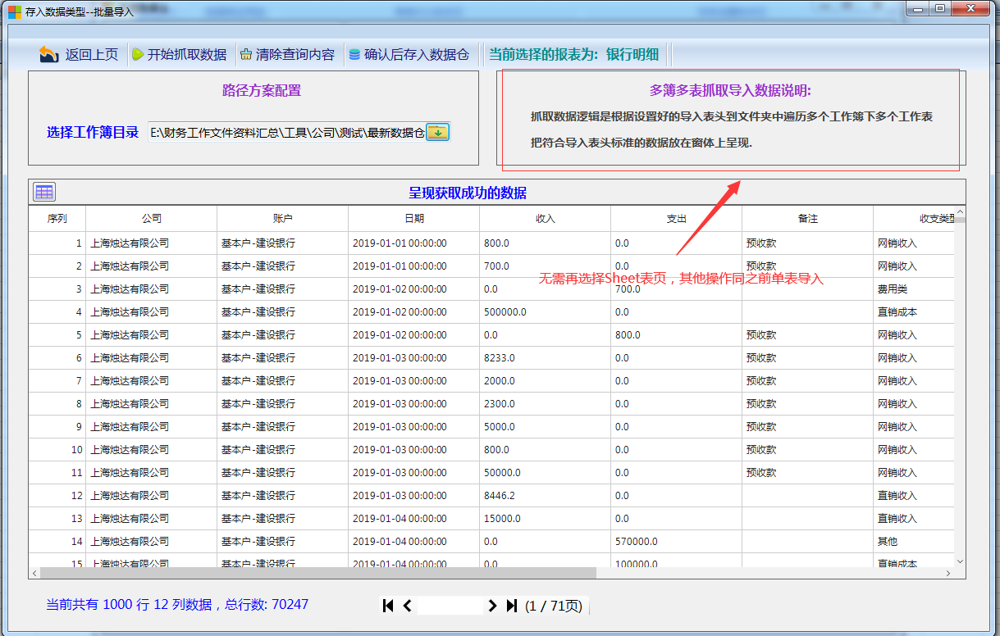 存入数据类型--批量导入
返回上页 开始抓取数据 清除查询内容 确认后存入数据仓 当前选择的报表为: 银行明细
路径方案配置
选择工作簿目录 E:\财务工作文件资料汇总\工具\公司\测试\最新数据仓
多簿多表抓取导入数据说明:
抓取数据逻辑是根据设置好的导入表头到文件夹中遍历多个工作簿下多个工作表
把符合导入表头标准的数据放在窗体上呈现.
呈现获取成功的数据
序列 公司 账户 日期 收入 支出 备注 收支类型
1 上海烛达有限公司 基本户-建设银行 2019-01-01 00:00:00 800.0 0.0 预收款 网销收入
2 上海烛达有限公司 基本户-建设银行 2019-01-01 00:00:00 700.0 0.0 预收款 网销收入
无需再选择Sheet表页，其他操作同之前单表导入
3 上海烛达有限公司 基本户-建设银行 2019-01-02 00:00:00 0.0 700.0 费用类
4 上海烛达有限公司 基本户-建设银行 2019-01-02 00:00:00 500000.0 0.0 直销成本
5 上海烛达有限公司 基本户-建设银行 2019-01-02 00:00:00 0.0 800.0 预收款 网销收入
6 上海烛达有限公司 基本户-建设银行 2019-01-03 00:00:00 8233.0 0.0 预收款 网销收入
7 上海烛达有限公司 基本户-建设银行 2019-01-03 00:00:00 2000.0 0.0 预收款 网销收入
8 上海烛达有限公司 基本户-建设银行 2019-01-03 00:00:00 2300.0 0.0 预收款 网销收入
9 上海烛达有限公司 基本户-建设银行 2019-01-03 00:00:00 5000.0 0.0 预收款 网销收入
10 上海烛达有限公司 基本户-建设银行 2019-01-03 00:00:00 800.0 0.0 预收款 网销收入
11 上海烛达有限公司 基本户-建设银行 2019-01-03 00:00:00 50000.0 0.0 预收款 网销收入
12 上海烛达有限公司 基本户-建设银行 2019-01-03 00:00:00 8446.2 0.0 直销收入
13 上海烛达有限公司 基本户-建设银行 2019-01-04 00:00:00 15000.0 0.0 直销收入
14 上海烛达有限公司 基本户-建设银行 2019-01-04 00:00:00 0.0 570000.0 其他
15 上海烛达有限公司 基本户-建设银行 2019-01-04 00:00:00 0.0 100000.0 直销成本
当前共有 1000 行 12 列数据，总行数: 70247 (1 / 71页)